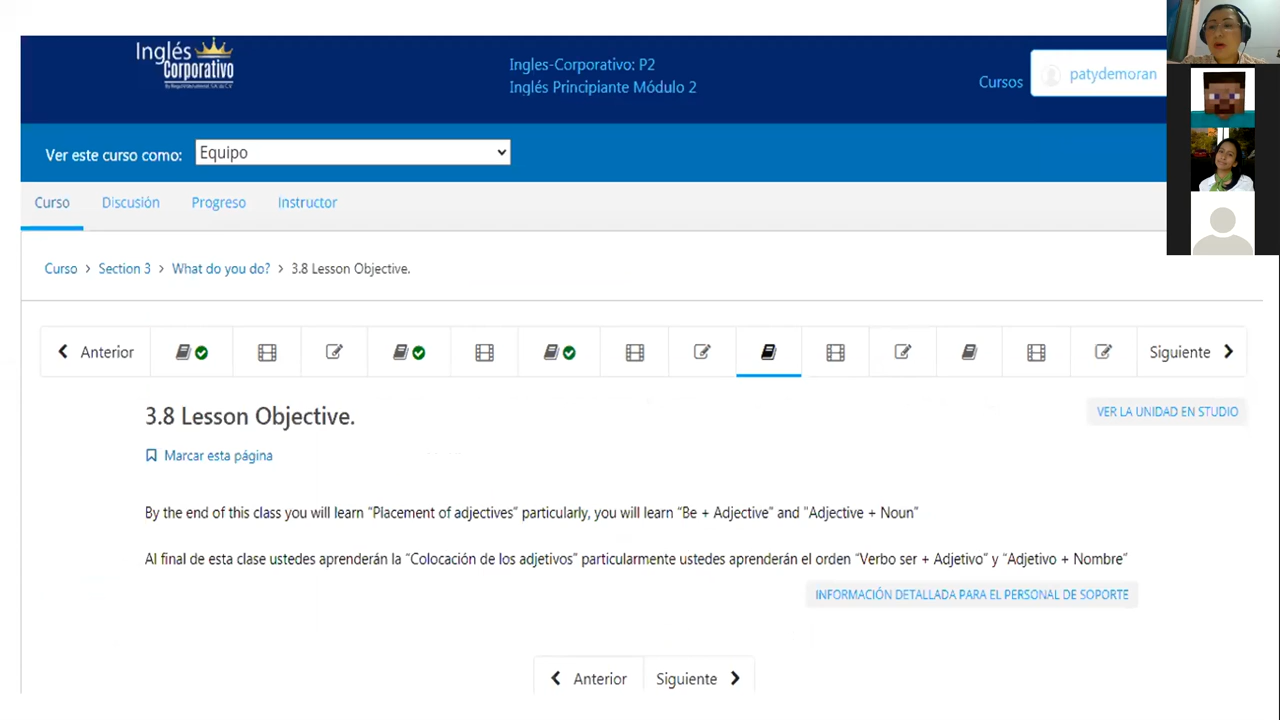 Inglés
Corporativo
Ingles-Corporativo: P2
Inglés Principiante Módulo 2
Cursos
patydemoran
Ver este curso como:
Equipo
Curso
Discusión
Progreso
Instructor
Curso > Section 3 > What do you do? > 3.8 Lesson Objective.
Anterior
Siguiente
3.8 Lesson Objective.
VER LA UNIDAD EN STUDIO
Marcar esta página
By the end of this class you will learn “Placement of adjectives” particularly, you will learn “Be + Adjective” and “Adjective + Noun”
Al final de esta clase ustedes aprenderán la “Colocación de los adjetivos” particularmente ustedes aprenderán el orden “Verbo ser + Adjetivo” y “Adjetivo + Nombre”
INFORMACIÓN DETALLADA PARA EL PERSONAL DE SOPORTE
Anterior
Siguiente